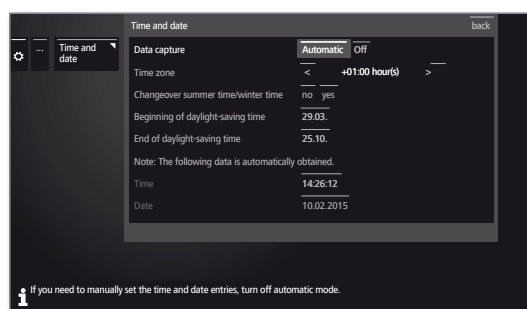 Time and date back
... Time and date
Data capture Automatic Off
Time zone < +01:00 hour(s) >
Changeover summer time/winter time no yes
Beginning of daylight-saving time 29.03.
End of daylight-saving time 25.10.
Note: The following data is automatically obtained.
Time 14:26:12
Date 10.02.2015
If you need to manually set the time and date entries, turn off automatic mode.